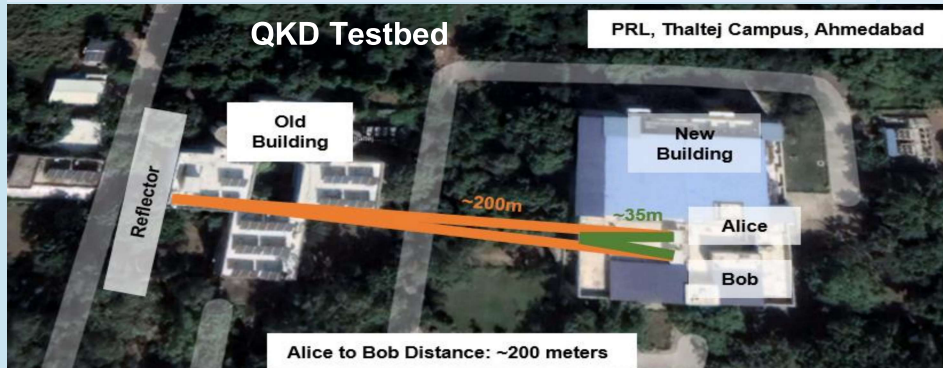 QKD Testbed
PRL, Thaltej Campus, Ahmedabad
Old
Building
New
Building
Reflector
~200m
~35m
Alice
Bob
Alice to Bob Distance: ~200 meters